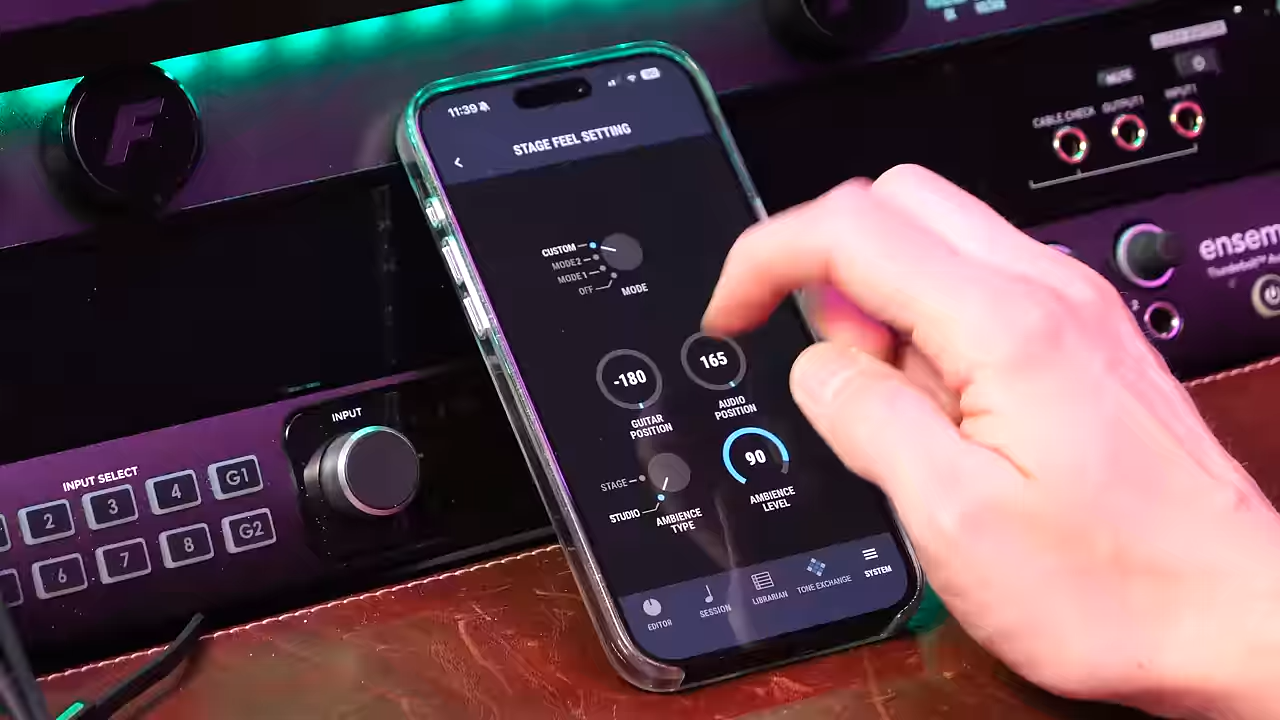 11:39
90
STAGE FEEL SETTING
CUSTOM
MODE2
MODE1
OFF
MODE
-180
165
GUITAR
POSITION
AUDIO
POSITION
90
STAGE
STUDIO
AMBIENCE
TYPE
AMBIENCE
LEVEL
EDITOR
SESSION
LIBRARIAN
TONE EXCHANGE
SYSTEM
F
INPUT
INPUT SELECT
2
3
4
G1
6
7
8
G2
MUTE
CABLE CHECK
OUTPUT1
INPUT1
ensem
2